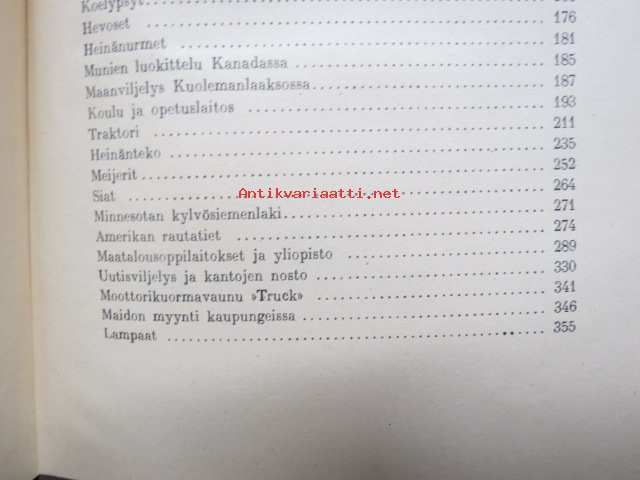 Koelypsyt
Hevoset 176
Heinänurmet 181
Munien luokittelu Kanadassa 185
Maanviljelys Kuolemanlaaksossa 187
Koulu ja opetuslaitos 193
Traktori 211
Heinänteko 235
Meijerit 252
Siat 264
Antikvariaatti.net
Minnesotan kylvösiemenlaki 271
Amerikan rautatiet 274
Maatalousoppilaitokset ja yliopisto 289
Uutisviljelys ja kantojen nosto 330
Moottorikuormavaunu »Truck» 341
Maidon myynti kaupungeissa 346
Lampaat 355